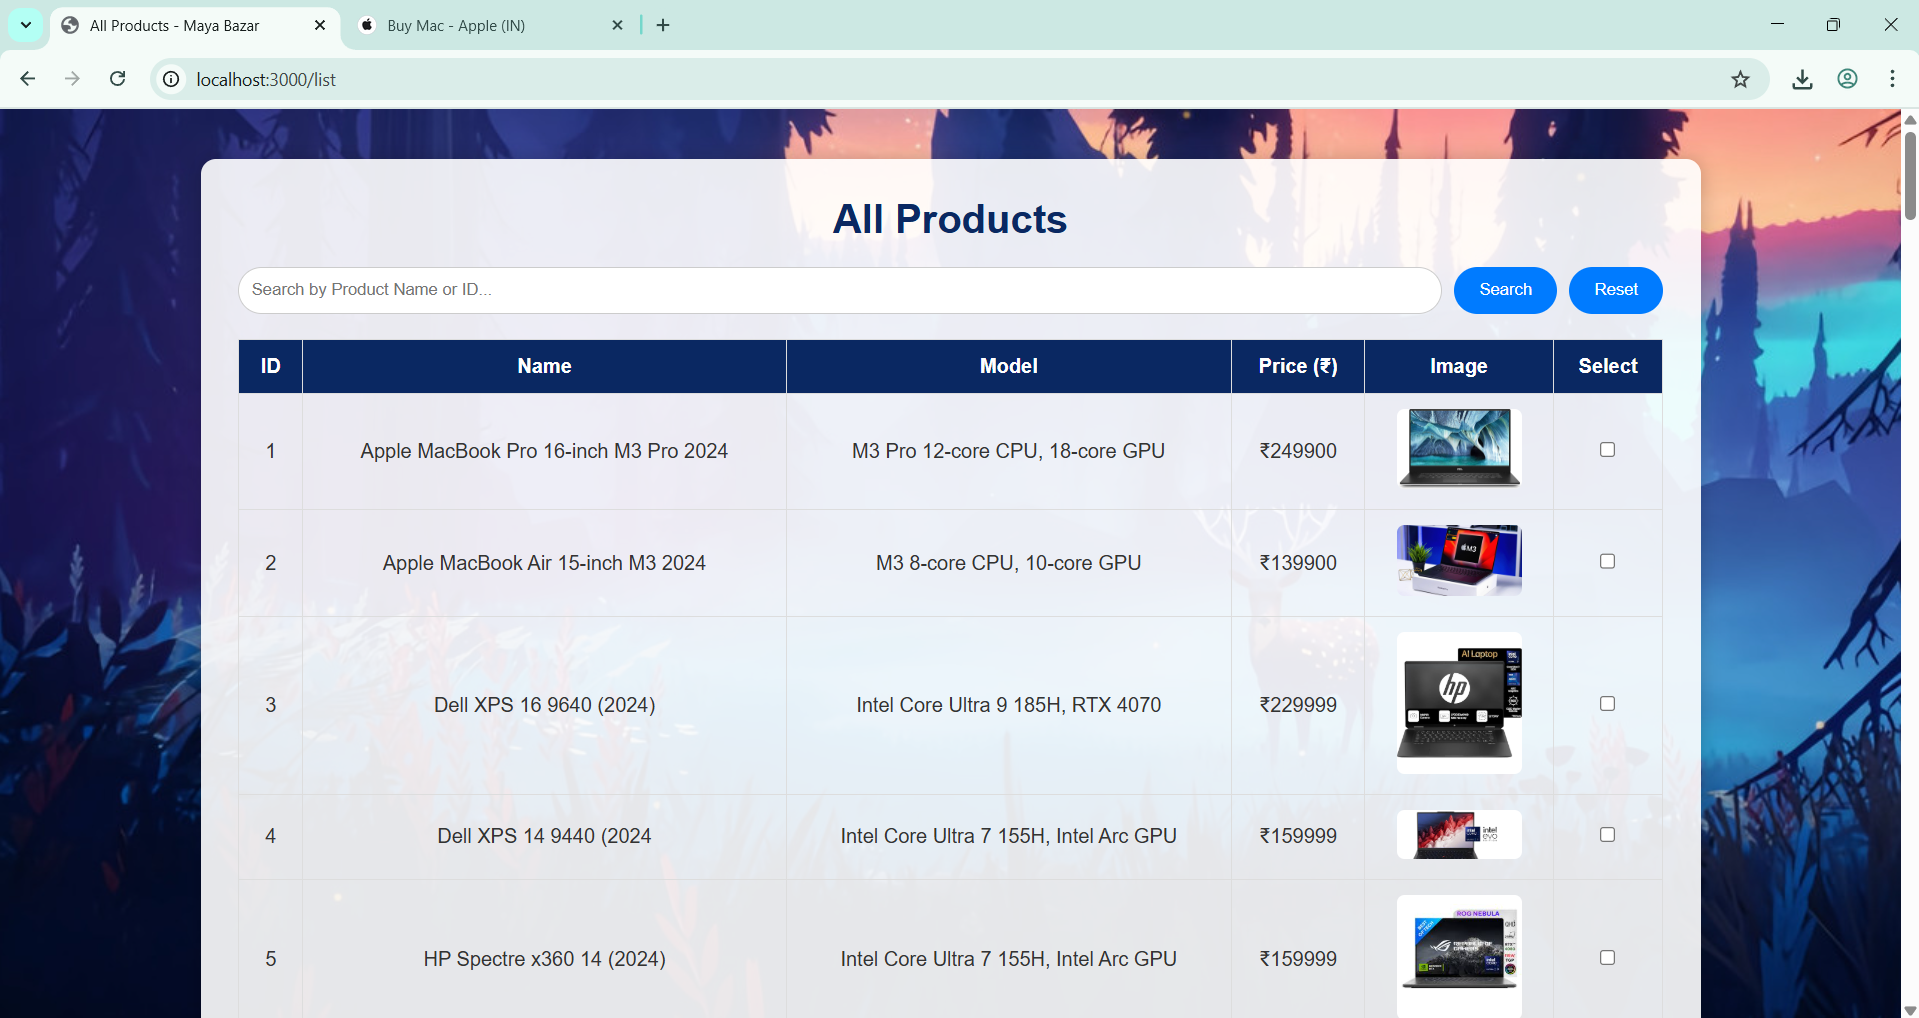 All Products - Maya Bazar
Buy Mac - Apple (IN)
localhost:3000/list
All Products
Search by Product Name or ID...
Search
Reset
ID Name Model Price (₹) Image Select
1 Apple MacBook Pro 16-inch M3 Pro 2024 M3 Pro 12-core CPU, 18-core GPU ₹249900
2 Apple MacBook Air 15-inch M3 2024 M3 8-core CPU, 10-core GPU ₹139900
M3
3 Dell XPS 16 9640 (2024) Intel Core Ultra 9 185H, RTX 4070 ₹229999
AI Laptop
hp
4 Dell XPS 14 9440 (2024 Intel Core Ultra 7 155H, Intel Arc GPU ₹159999
intel
evo
5 HP Spectre x360 14 (2024) Intel Core Ultra 7 155H, Intel Arc GPU ₹159999
ROG NEBULA
REPUBLIC OF
GAMERS